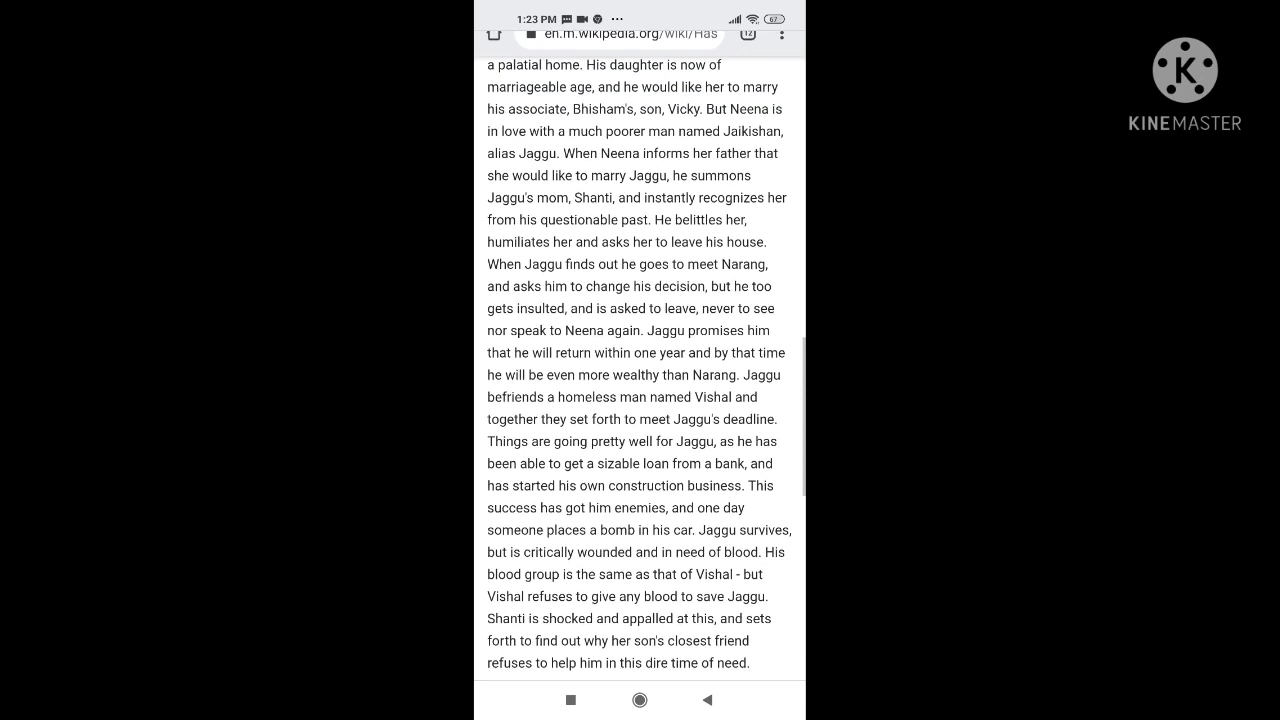 1:23 PM
67
en.m.wikipedia.org/wiki/Has
12
a palatial home. His daughter is now of
marriageable age, and he would like her to marry
his associate, Bhisham's, son, Vicky. But Neena is
in love with a much poorer man named Jaikishan,
alias Jaggu. When Neena informs her father that
she would like to marry Jaggu, he summons
Jaggu's mom, Shanti, and instantly recognizes her
from his questionable past. He belittles her,
humiliates her and asks her to leave his house.
When Jaggu finds out he goes to meet Narang,
and asks him to change his decision, but he too
gets insulted, and is asked to leave, never to see
nor speak to Neena again. Jaggu promises him
that he will return within one year and by that time
he will be even more wealthy than Narang. Jaggu
befriends a homeless man named Vishal and
together they set forth to meet Jaggu's deadline.
Things are going pretty well for Jaggu, as he has
been able to get a sizable loan from a bank, and
has started his own construction business. This
success has got him enemies, and one day
someone places a bomb in his car. Jaggu survives,
but is critically wounded and in need of blood. His
blood group is the same as that of Vishal - but
Vishal refuses to give any blood to save Jaggu.
Shanti is shocked and appalled at this, and sets
forth to find out why her son's closest friend
refuses to help him in this dire time of need.
K
KINEMASTER